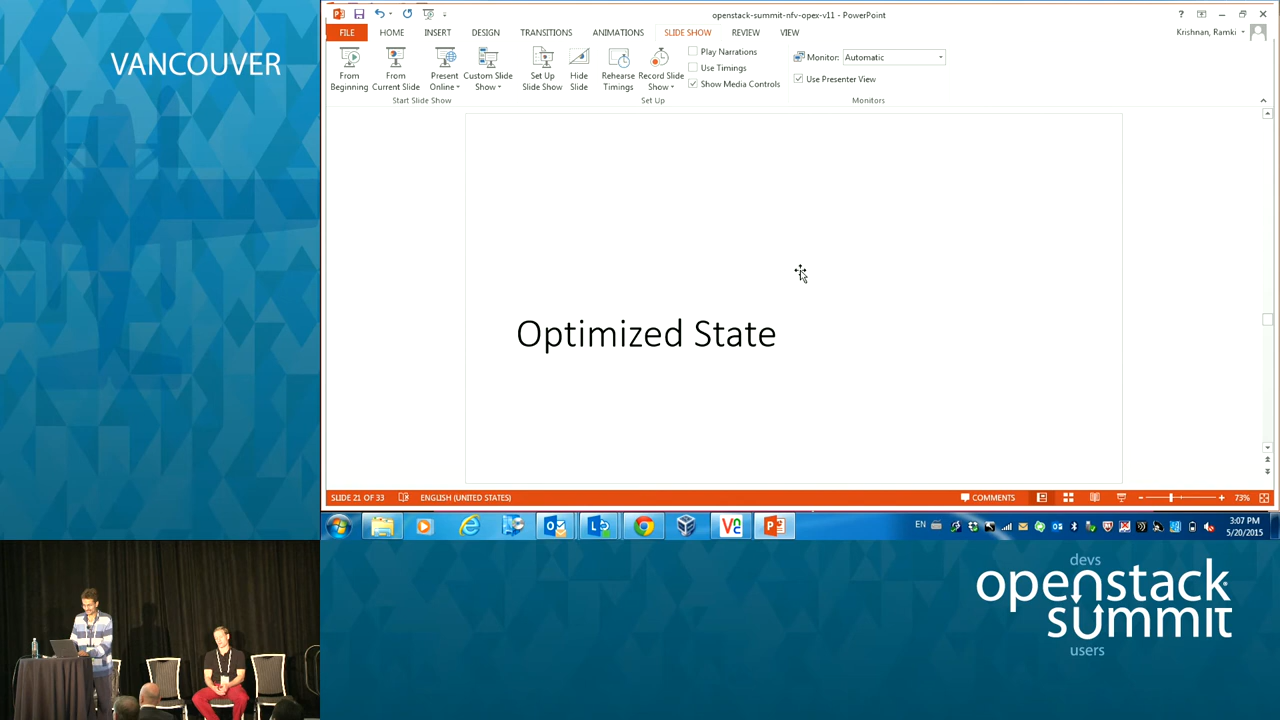 VANCOUVER
openstack-summit-nfv-opex-v11 - PowerPoint
?
FILE
HOME
INSERT
DESIGN
TRANSITIONS
ANIMATIONS
SLIDE SHOW
REVIEW
VIEW
Krishnan, Ramki
From
Beginning
From
Current Slide
Present
Online
Custom Slide
Show
Start Slide Show
Set Up
Slide Show
Hide
Slide
Rehearse
Timings
Record Slide
Show
Play Narrations
Use Timings
Show Media Controls
Set Up
Monitor: Automatic
Use Presenter View
Monitors
Optimized State
SLIDE 21 OF 33
ENGLISH (UNITED STATES)
COMMENTS
73%
EN
3:07 PM
5/20/2015
devs
openstack
summit
users